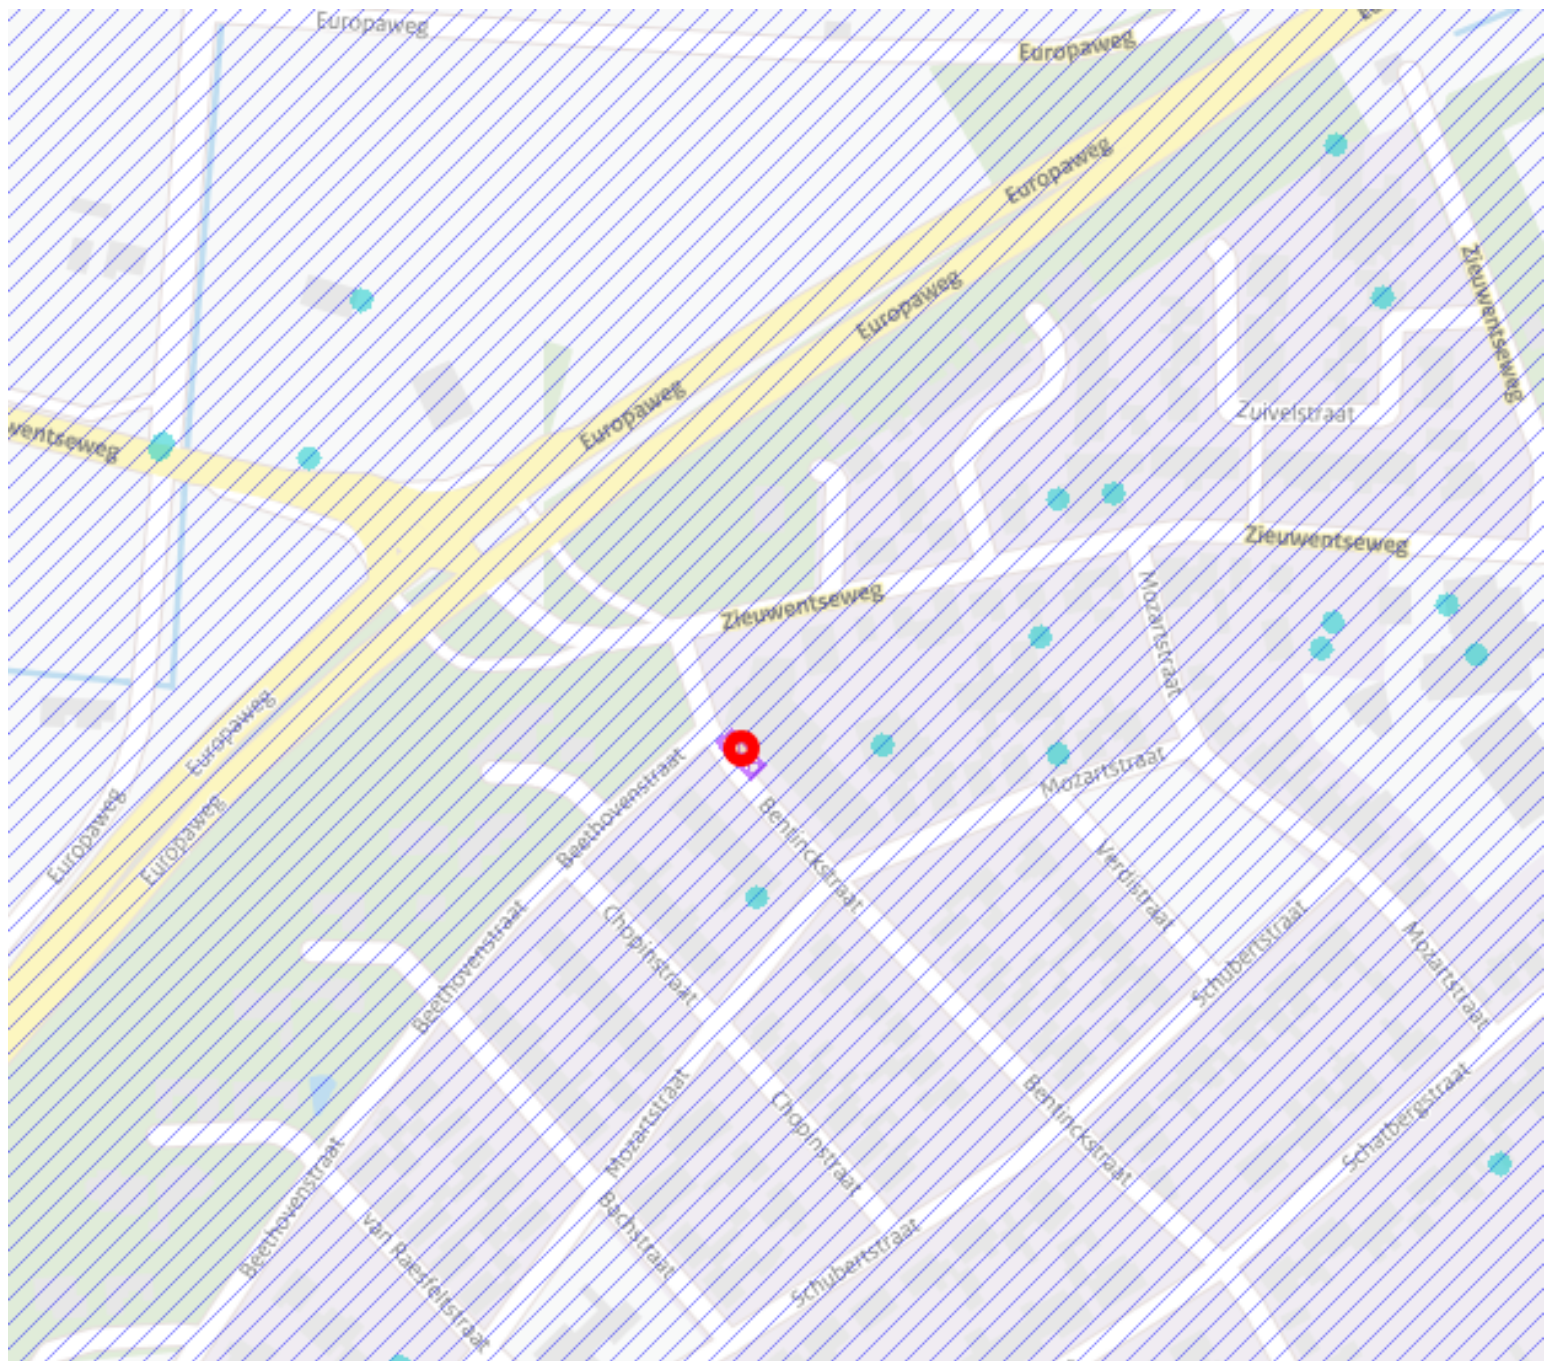 Europaweg
Europaweg
Europaweg
Europaweg
Zieuwentseweg
Europaweg
Zuivelstraat
wentseweg
Zieuwentseweg
Zieuwentseweg
Mozartstraat
Europaweg
Europaweg
Europaweg
Beethovenstraat
Mozartstraat
Bentinckstraat
Verdistraat
Beethovenstraat
Chopinstraat
Schubertstraat
Mozartstraat
Mozartstraat
Chopinstraat
Bentinckstraat
Schatbergstraat
Beethovenstraat
van Raesfeltstraat
Bachstraat
Schubertstraat